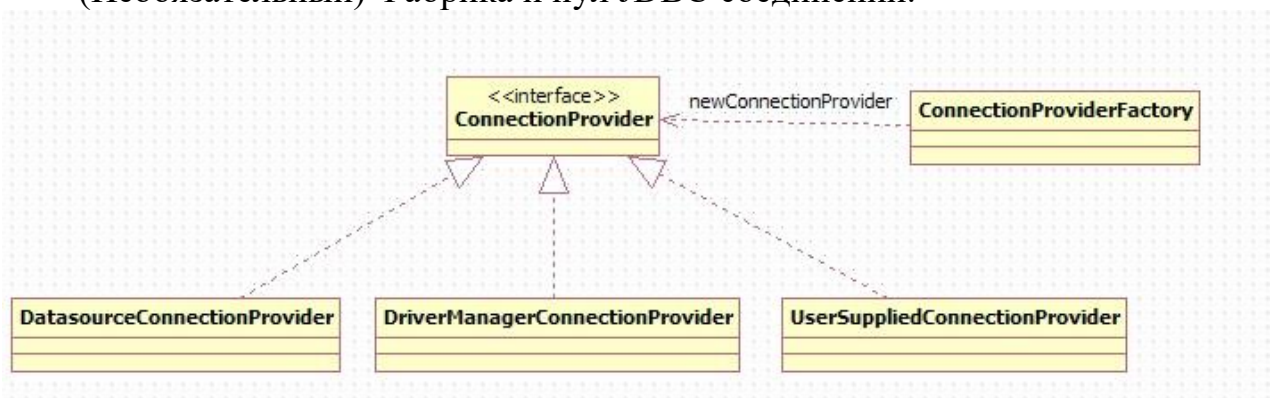 (Необязательный) Фабрика и пул JDBC соединений.
<<interface>>
ConnectionProvider
newConnectionProvider
ConnectionProviderFactory
DatasourceConnectionProvider
DriverManagerConnectionProvider
UserSuppliedConnectionProvider